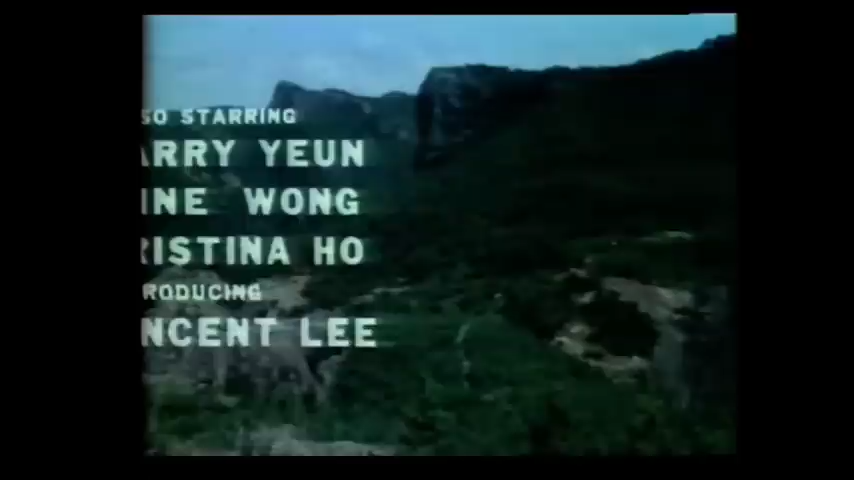 SO STARRING
ARRY YEUN
INE WONG
RISTINA HO
RODUCING
NCENT LEE